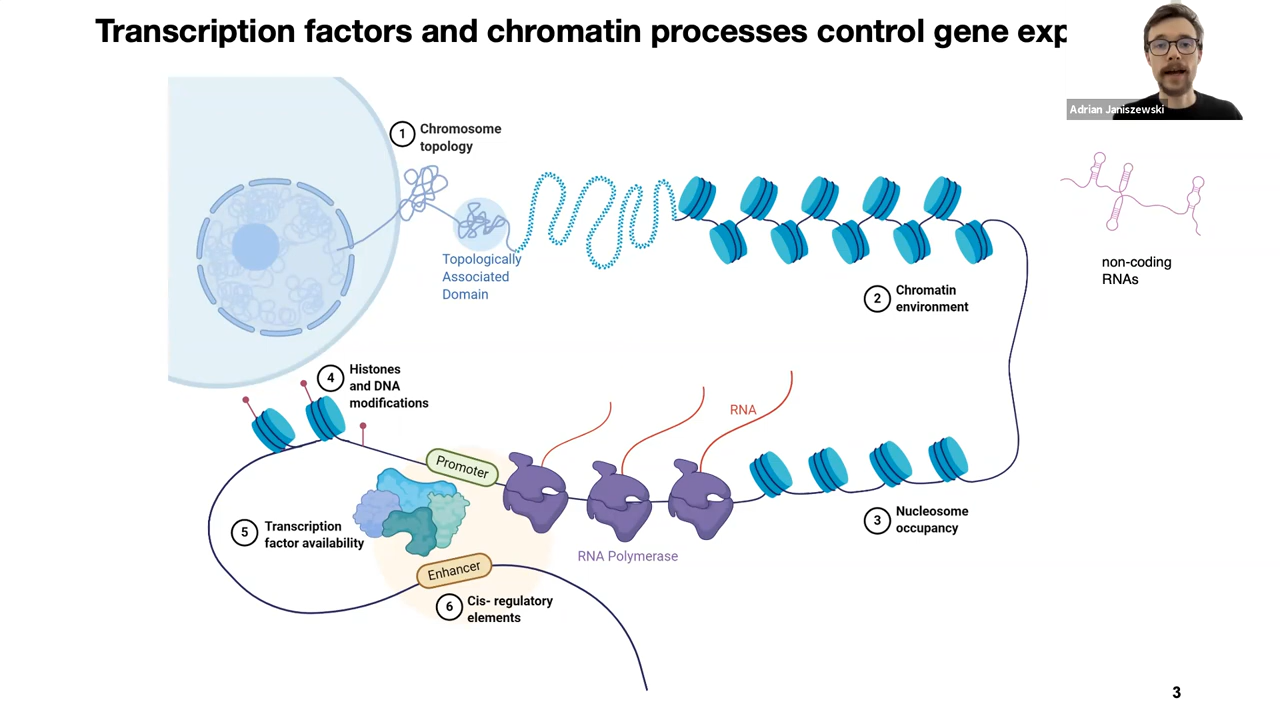 Transcription factors and chromatin processes control gene exp
Adrian Janiszewski
1
Chromosome
topology
Topologically
Associated
Domain
2
Chromatin
environment
non-coding
RNAs
4
Histones
and DNA
modifications
RNA
Promoter
5
Transcription
factor availability
3
Nucleosome
occupancy
RNA Polymerase
Enhancer
6
Cis- regulatory
elements
3